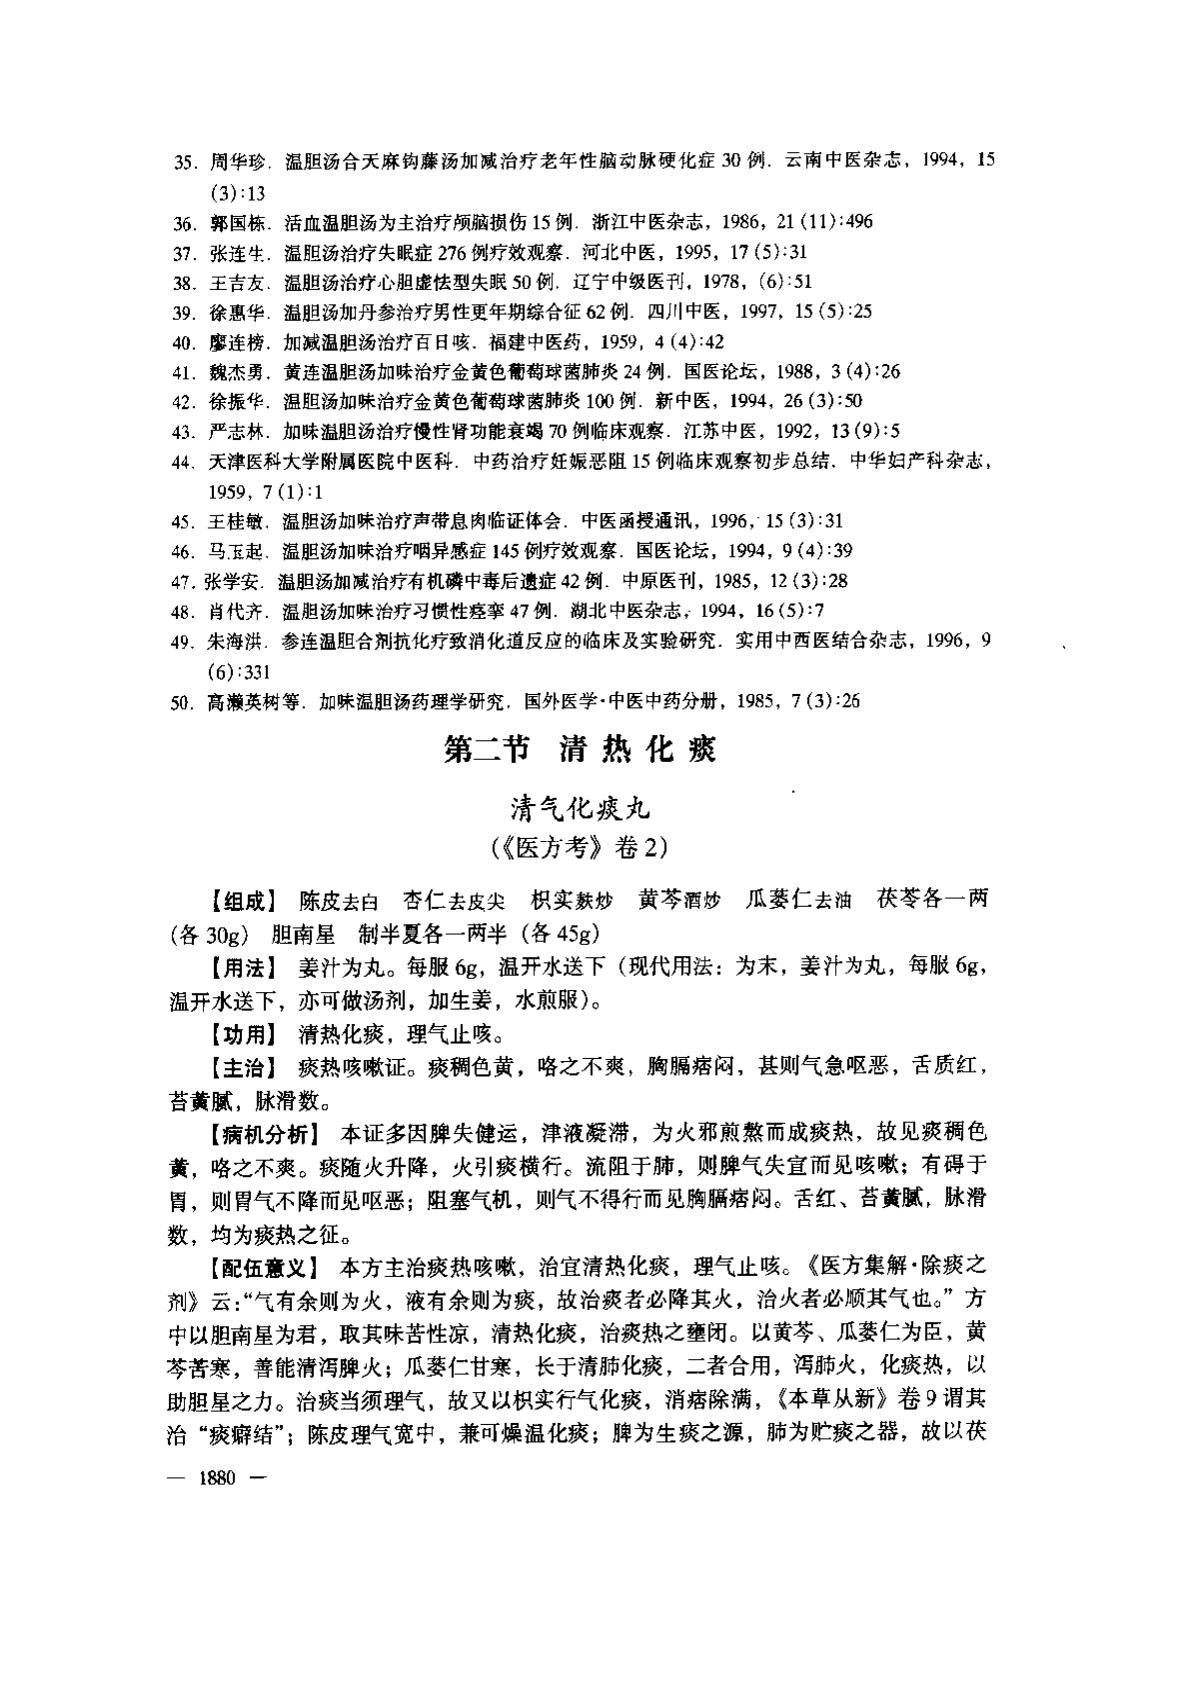 35. 周华珍. 温胆汤合天麻钩藤汤加减治疗老年性脑动脉硬化症 30 例. 云南中医杂志, 1994, 15
(3):13
36. 郭国栋. 活血温胆汤为主治疗颅脑损伤 15 例. 浙江中医杂志, 1986, 21 (11):496
37. 张连生. 温胆汤治疗失眠症 276 例疗效观察. 河北中医, 1995, 17 (5):31
38. 王吉友. 温胆汤治疗心胆虚怯型失眠 50 例. 辽宁中级医刊, 1978, (6):51
39. 徐惠华. 温胆汤加丹参治疗男性更年期综合征 62 例. 四川中医, 1997, 15 (5):25
40. 廖连榜. 加减温胆汤治疗百日咳. 福建中医药, 1959, 4 (4):42
41. 魏杰勇. 黄连温胆汤加味治疗金黄色葡萄球菌肺炎 24 例. 国医论坛, 1988, 3 (4):26
42. 徐振华. 温胆汤加味治疗金黄色葡萄球菌肺炎 100 例. 新中医, 1994, 26 (3):50
43. 严志林. 加味温胆汤治疗慢性肾功能衰竭 70 例临床观察. 江苏中医, 1992, 13 (9):5
44. 天津医科大学附属医院中医科. 中药治疗妊娠恶阻 15 例临床观察初步总结. 中华妇产科杂志,
1959, 7 (1):1
45. 王桂敏. 温胆汤加味治疗声带息肉临证体会. 中医函授通讯, 1996, 15 (3):31
46. 马玉起. 温胆汤加味治疗咽异感症 145 例疗效观察. 国医论坛, 1994, 9 (4):39
47. 张学安. 温胆汤加减治疗有机磷中毒后遗症 42 例. 中原医刊, 1985, 12 (3):28
48. 肖代齐. 温胆汤加味治疗习惯性痉挛 47 例. 湖北中医杂志, 1994, 16 (5):7
49. 朱海洪. 参连温胆合剂抗化疗致消化道反应的临床及实验研究. 实用中西医结合杂志, 1996, 9
(6):331
50. 高濑英树等. 加味温胆汤药理学研究. 国外医学·中医中药分册, 1985, 7 (3):26
第二节 清热化痰
清气化痰丸
(《医方考》卷 2)
【组成】 陈皮去白 杏仁去皮尖 枳实麸炒 黄芩酒炒 瓜蒌仁去油 茯苓各一两
(各 30g) 胆南星 制半夏各一两半 (各 45g)
【用法】 姜汁为丸。每服 6g, 温开水送下 (现代用法: 为末, 姜汁为丸, 每服 6g,
温开水送下, 亦可做汤剂, 加生姜, 水煎服)。
【功用】 清热化痰, 理气止咳。
【主治】 痰热咳嗽证。痰稠色黄, 咯之不爽, 胸膈痞闷, 甚则气急呕恶, 舌质红,
苔黄腻, 脉滑数。
【病机分析】 本证多因脾失健运, 津液凝滞, 为火邪煎熬而成痰热, 故见痰稠色
黄, 咯之不爽。痰随火升降, 火引痰横行。流阻于肺, 则脾气失宣而见咳嗽; 有碍于
胃, 则胃气不降而见呕恶; 阻塞气机, 则气不得行而见胸膈痞闷。舌红、苔黄腻, 脉滑
数, 均为痰热之征。
【配伍意义】 本方主治痰热咳嗽, 治宜清热化痰, 理气止咳。《医方集解·除痰之
剂》云:“气有余则为火, 液有余则为痰, 故治痰者必降其火, 治火者必顺其气也。”方
中以胆南星为君, 取其味苦性凉, 清热化痰, 治痰热之壅闭。以黄芩、瓜蒌仁为臣, 黄
芩苦寒, 善能清泻脾火; 瓜蒌仁甘寒, 长于清肺化痰, 二者合用, 泻肺火, 化痰热, 以
助胆星之力。治痰当须理气, 故又以枳实行气化痰, 消痞除满, 《本草从新》卷 9 谓其
治“痰癖结”; 陈皮理气宽中, 兼可燥湿化痰; 脾为生痰之源, 肺为贮痰之器, 故以茯
— 1880 —